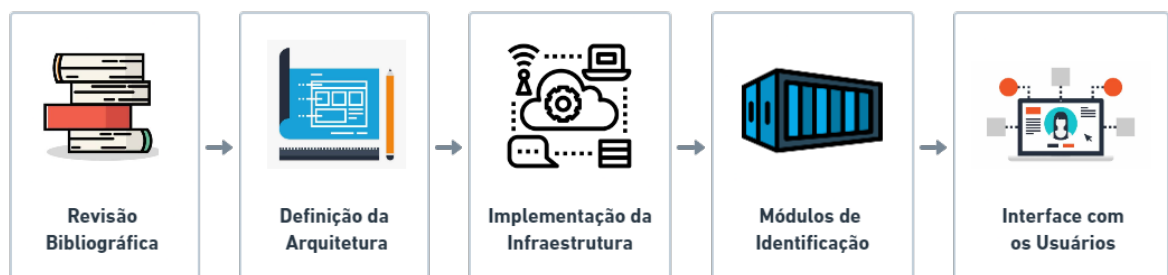 Revisão
Bibliográfica
Definição da
Arquitetura
Implementação da
Infraestrutura
Módulos de
Identificação
Interface com
os Usuários